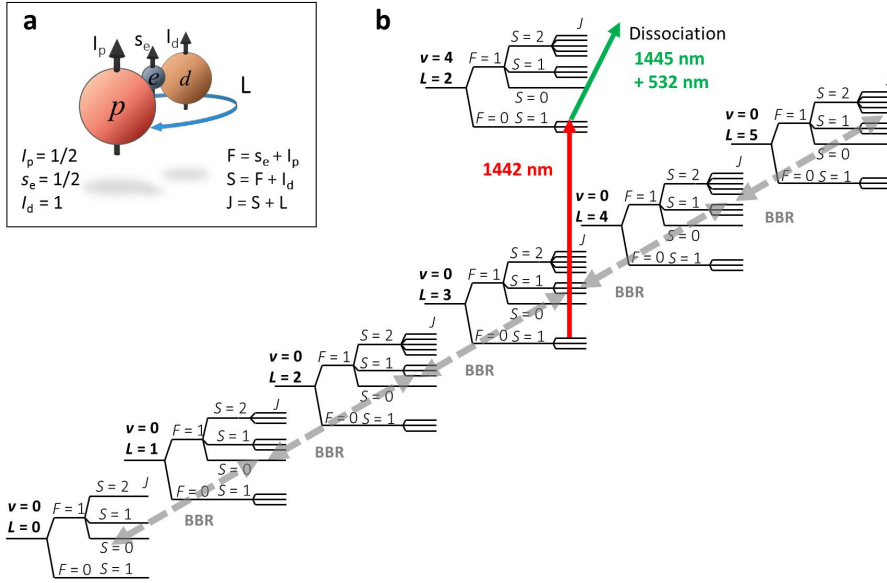 a
I_p
s_e
I_d
p
e
d
L
I_p = 1/2
s_e = 1/2
I_d = 1
F = s_e + I_p
S = F + I_d
J = S + L
b
v = 4
L = 2
F = 1
S = 2
S = 1
S = 0
F = 0 S = 1
J
Dissociation
1445 nm
+ 532 nm
1442 nm
v = 0
L = 5
F = 1
S = 2
S = 1
S = 0
F = 0 S = 1
J
BBR
v = 0
L = 4
F = 1
S = 2
S = 1
S = 0
F = 0 S = 1
J
BBR
v = 0
L = 3
F = 1
S = 2
S = 1
S = 0
F = 0 S = 1
J
BBR
v = 0
L = 2
F = 1
S = 2
S = 1
S = 0
F = 0 S = 1
J
BBR
v = 0
L = 1
F = 1
S = 2
S = 1
S = 0
F = 0 S = 1
J
BBR
v = 0
L = 0
F = 1
S = 2
S = 1
S = 0
F = 0 S = 1
J